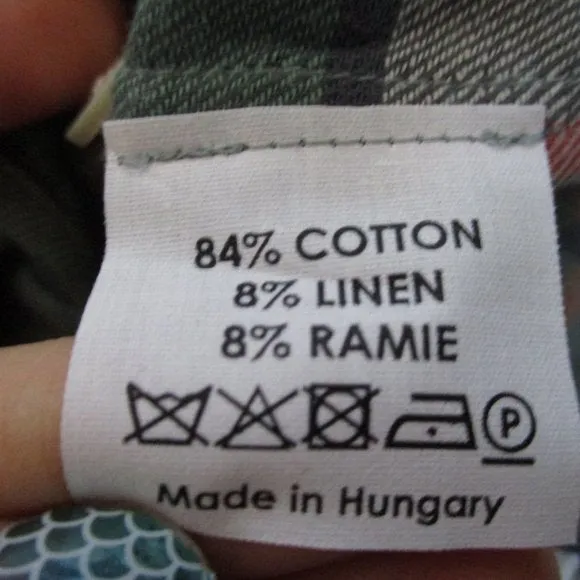 84% COTTON
8% LINEN
8% RAMIE
P
Made in Hungary